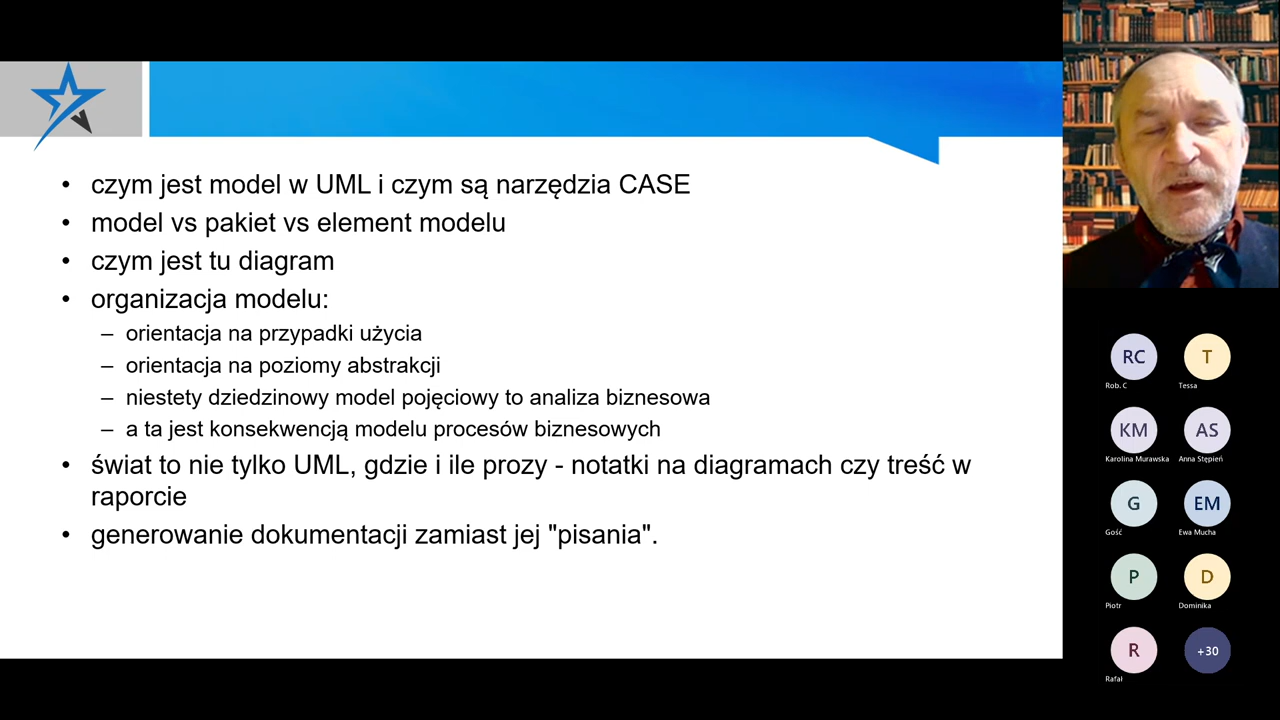 • czym jest model w UML i czym są narzędzia CASE
• model vs pakiet vs element modelu
• czym jest tu diagram
• organizacja modelu:
– orientacja na przypadki użycia
– orientacja na poziomy abstrakcji
– niestety dziedzinowy model pojęciowy to analiza biznesowa
– a ta jest konsekwencją modelu procesów biznesowych
• świat to nie tylko UML, gdzie i ile prozy - notatki na diagramach czy treść w
raporcie
• generowanie dokumentacji zamiast jej "pisania".
RC T
Rob. C Tessa
KM AS
Karolina Murawska Anna Stępień
G EM
Gość Ewa Mucha
P D
Piotr Dominika
R +30
Rafał